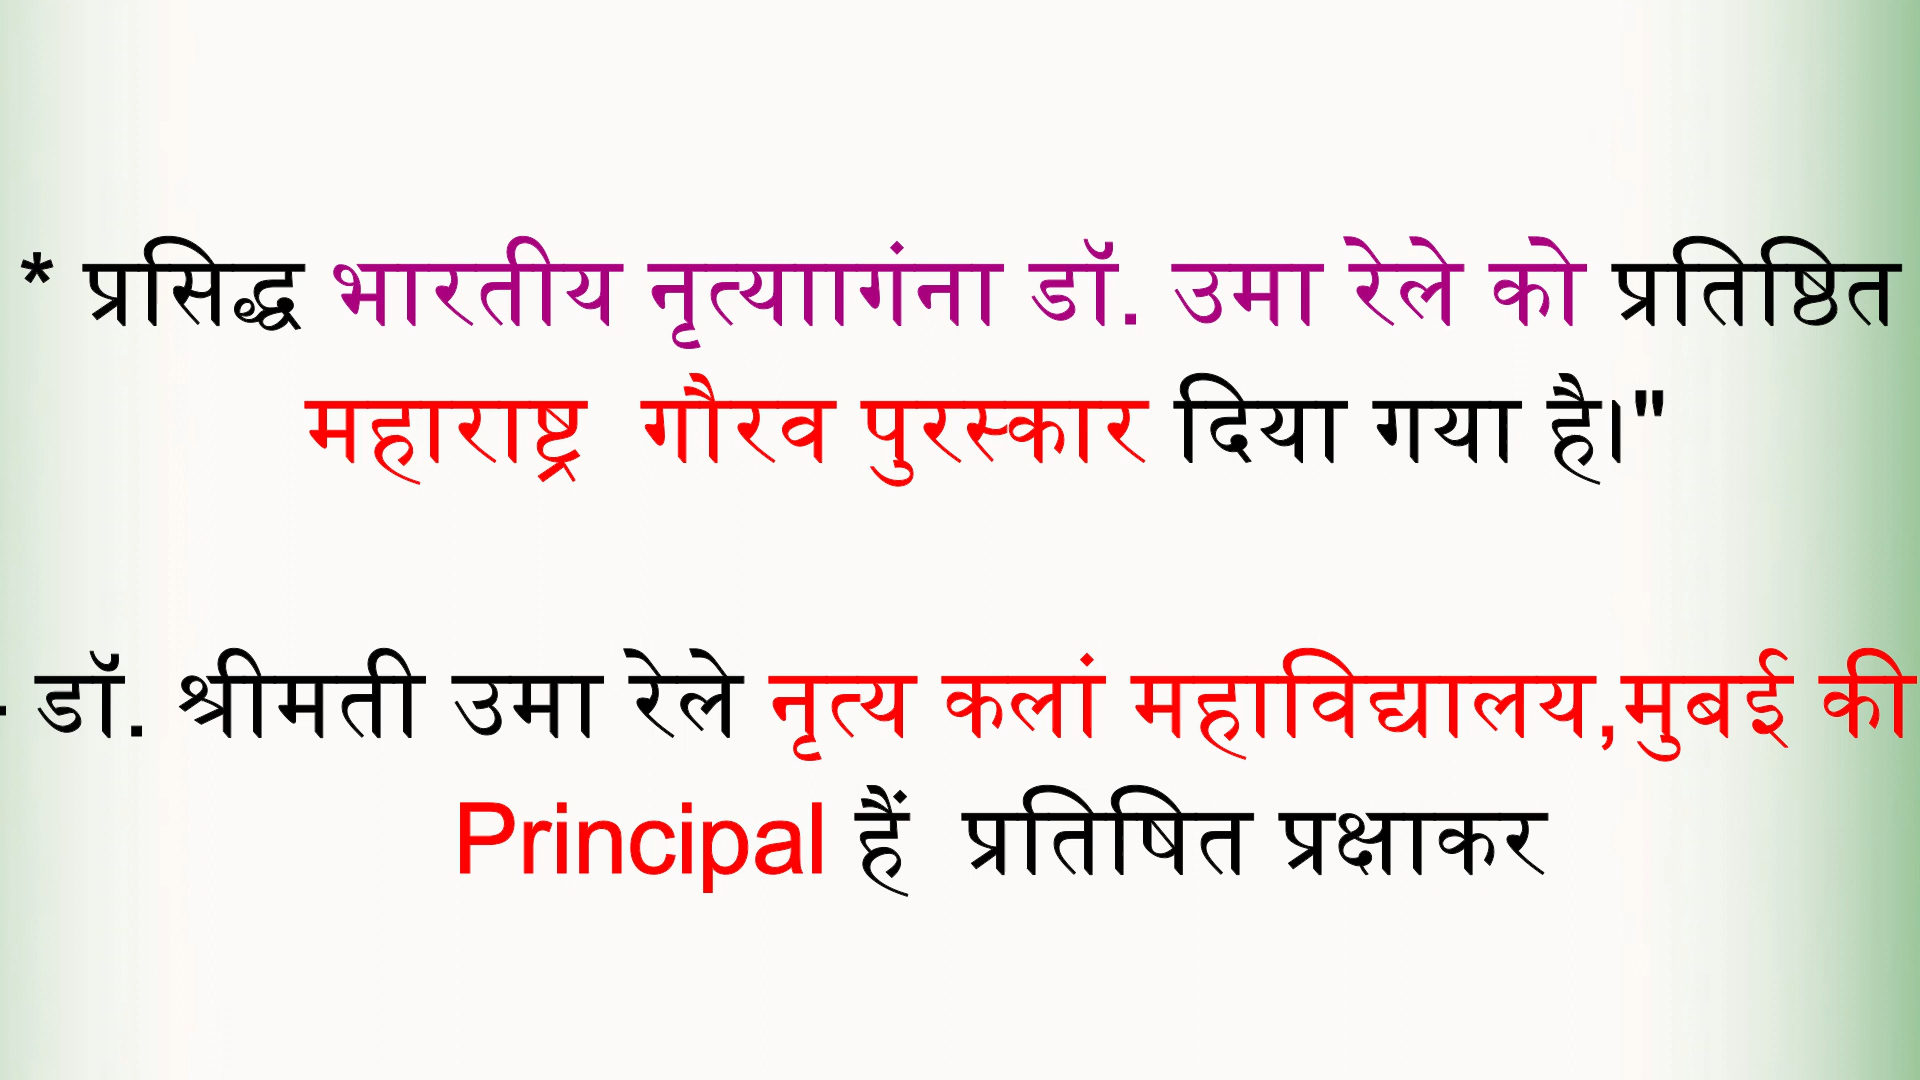 * प्रसिद्ध भारतीय नृत्याागंना डॉ. उमा रेले को प्रतिष्ठित
महाराष्ट्र गौरव पुरस्कार दिया गया है।"
- डॉ. श्रीमती उमा रेले नृत्य कलां महाविद्यालय,मुबई की
Principal हैं प्रतिषित प्रक्षाकर